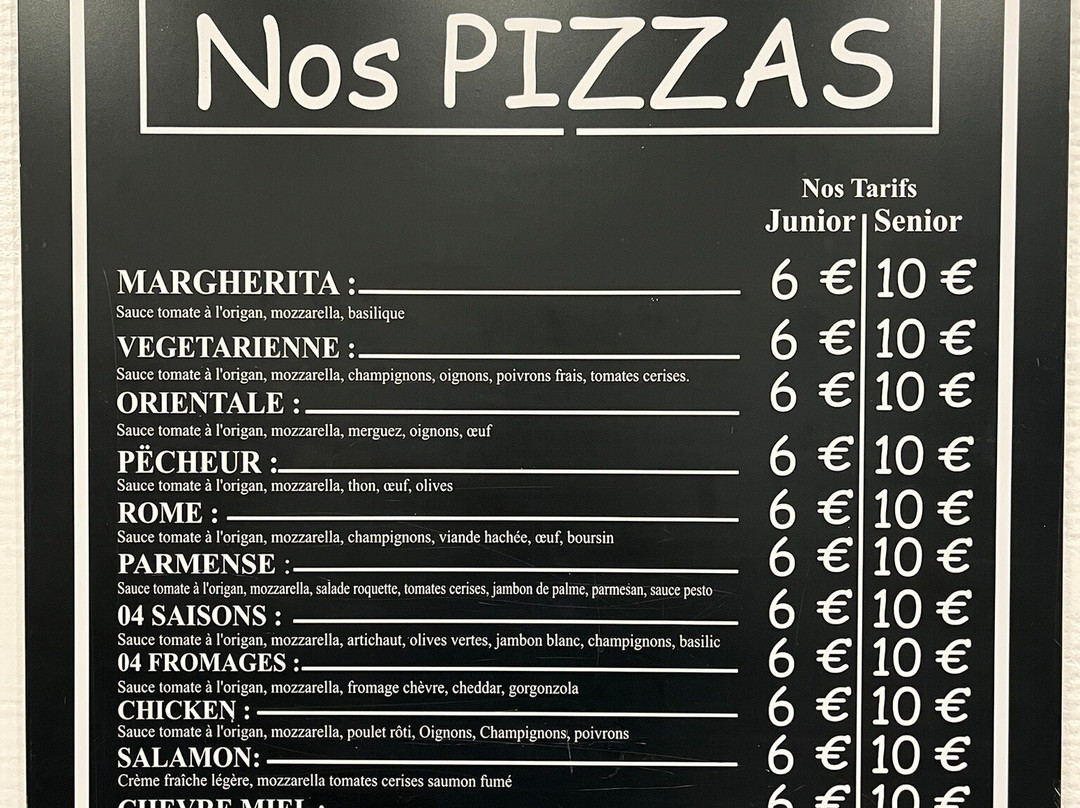 Nos PIZZAS
Nos Tarifs
Junior Senior
MARGHERITA : 6 € 10 €
Sauce tomate à l'origan, mozzarella, basilique
VEGETARIENNE : 6 € 10 €
Sauce tomate à l'origan, mozzarella, champignons, oignons, poivrons frais, tomates cerises.
ORIENTALE : 6 € 10 €
Sauce tomate à l'origan, mozzarella, merguez, oignons, œuf
PËCHEUR : 6 € 10 €
Sauce tomate à l'origan, mozzarella, thon, œuf, olives
ROME : 6 € 10 €
Sauce tomate à l'origan, mozzarella, champignons, viande hachée, œuf, boursin
PARMENSE : 6 € 10 €
Sauce tomate à l'origan, mozzarella, salade roquette, tomates cerises, jambon de palme, parmesan, sauce pesto
04 SAISONS : 6 € 10 €
Sauce tomate à l'origan, mozzarella, artichaut, olives vertes, jambon blanc, champignons, basilic
04 FROMAGES : 6 € 10 €
Sauce tomate à l'origan, mozzarella, fromage chèvre, cheddar, gorgonzola
CHICKEN : 6 € 10 €
Sauce tomate à l'origan, mozzarella, poulet rôti, Oignons, Champignons, poivrons
SALAMON: 6 € 10 €
Crème fraîche légère, mozzarella tomates cerises saumon fumé
CHEVRE MIEL : 6 € 10 €